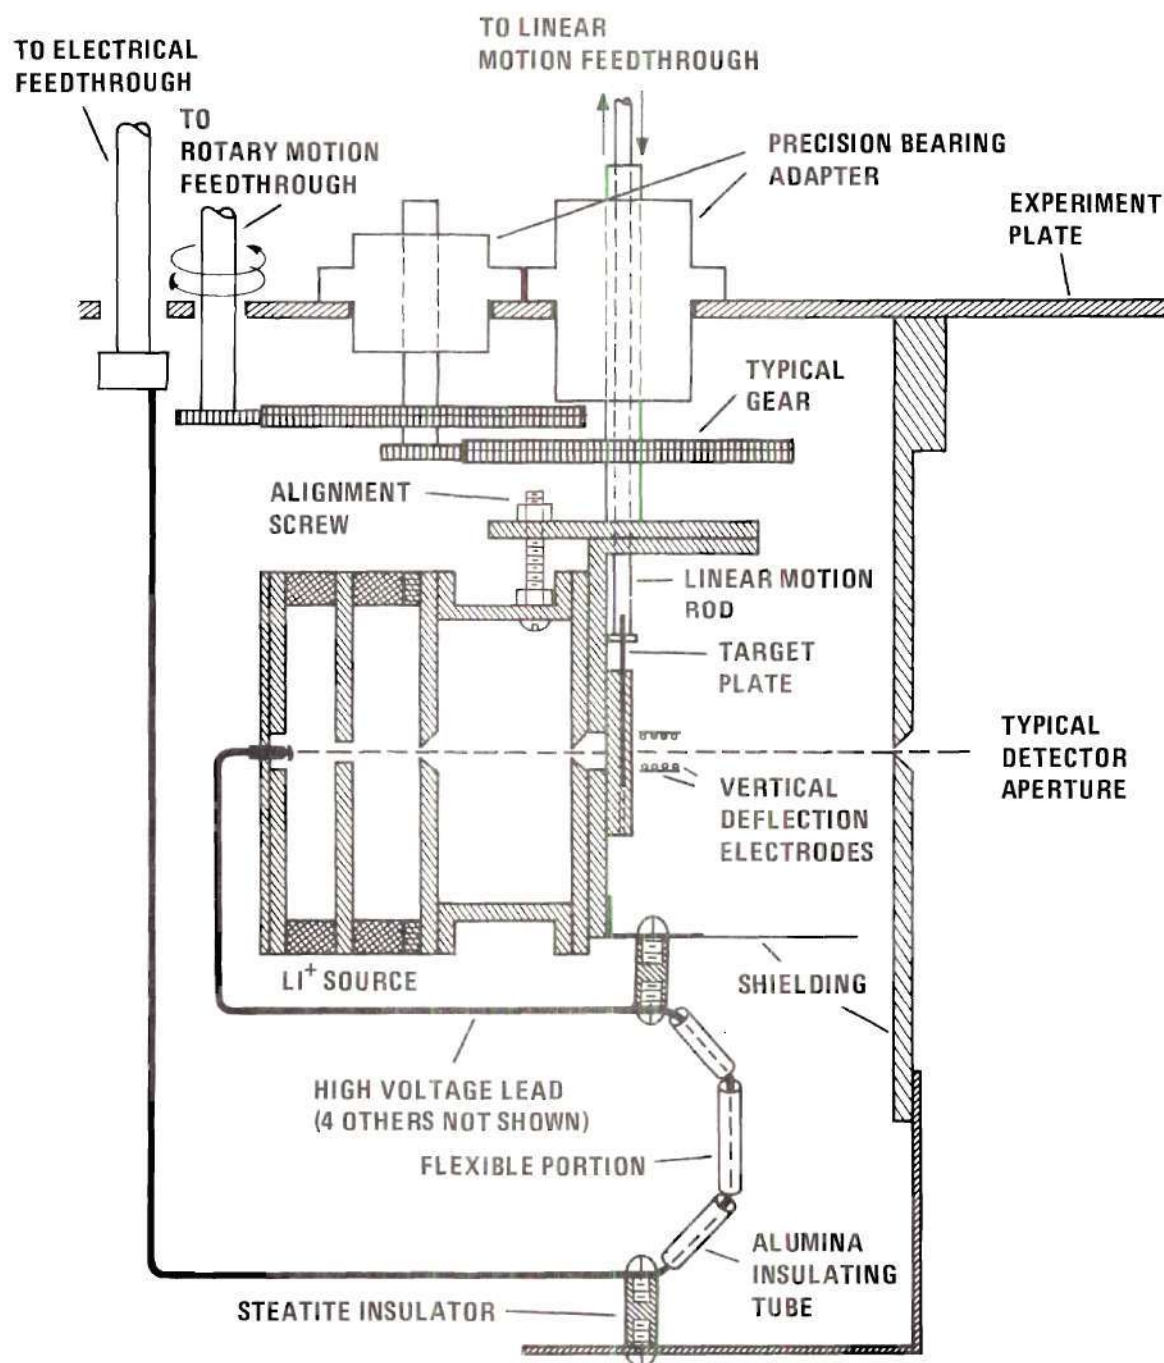 TO LINEAR
MOTION FEEDTHROUGH
TO ELECTRICAL
FEEDTHROUGH
TO
ROTARY MOTION
FEEDTHROUGH
PRECISION BEARING
ADAPTER
EXPERIMENT
PLATE
TYPICAL
GEAR
ALIGNMENT
SCREW
LINEAR MOTION
ROD
TARGET
PLATE
TYPICAL
DETECTOR
APERTURE
VERTICAL
DEFLECTION
ELECTRODES
LI⁺ SOURCE
SHIELDING
HIGH VOLTAGE LEAD
(4 OTHERS NOT SHOWN)
FLEXIBLE PORTION
ALUMINA
INSULATING
TUBE
STEATITE INSULATOR